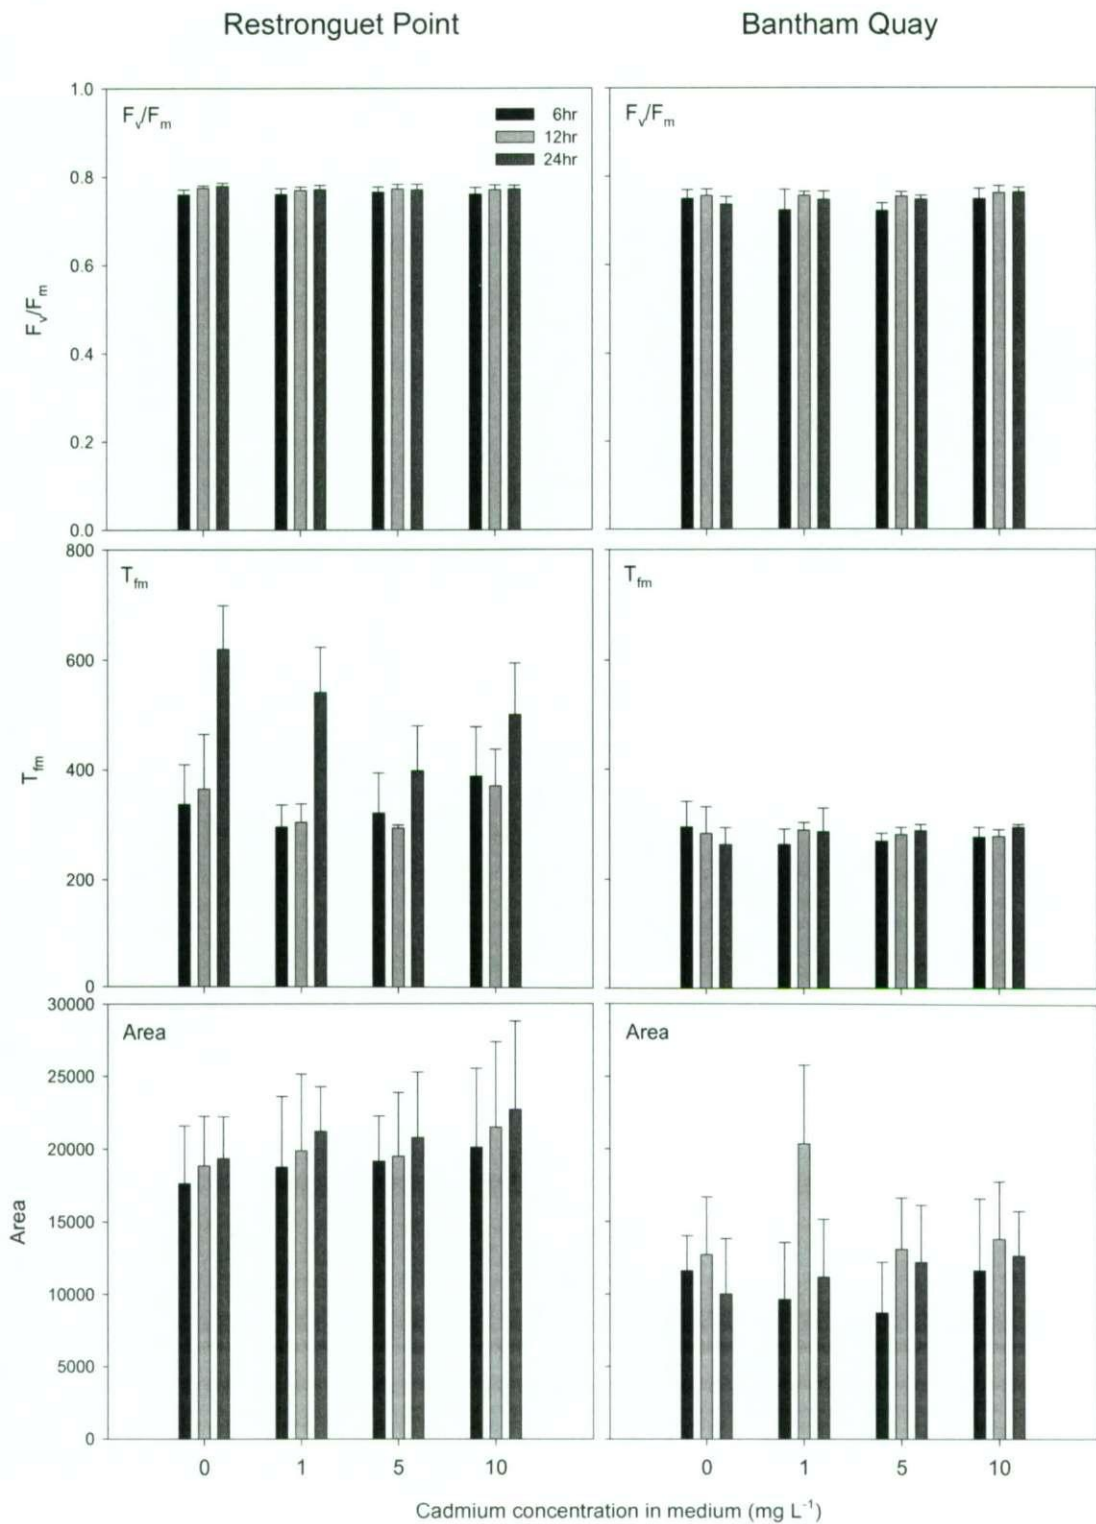 Restronguet Point
Bantham Quay
1.0
0.8
0.6
0.4
0.2
0.0
Fv/Fm
Fv/Fm
6hr
12hr
24hr
Fv/Fm
800
600
400
200
0
Tfm
Tfm
Tfm
30000
25000
20000
15000
10000
5000
0
Area
Area
Area
0 1 5 10
0 1 5 10
Cadmium concentration in medium (mg L-1)